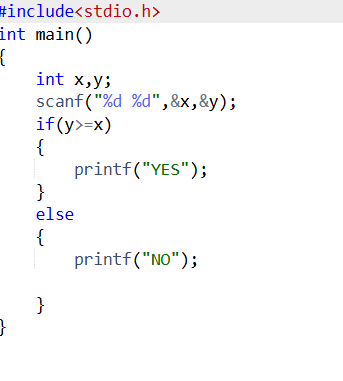 #include<stdio.h>
int main()
{
    int x,y;
    scanf("%d %d",&x,&y);
    if(y>=x)
    {
        printf("YES");
    }
    else
    {
        printf("NO");

    }
}